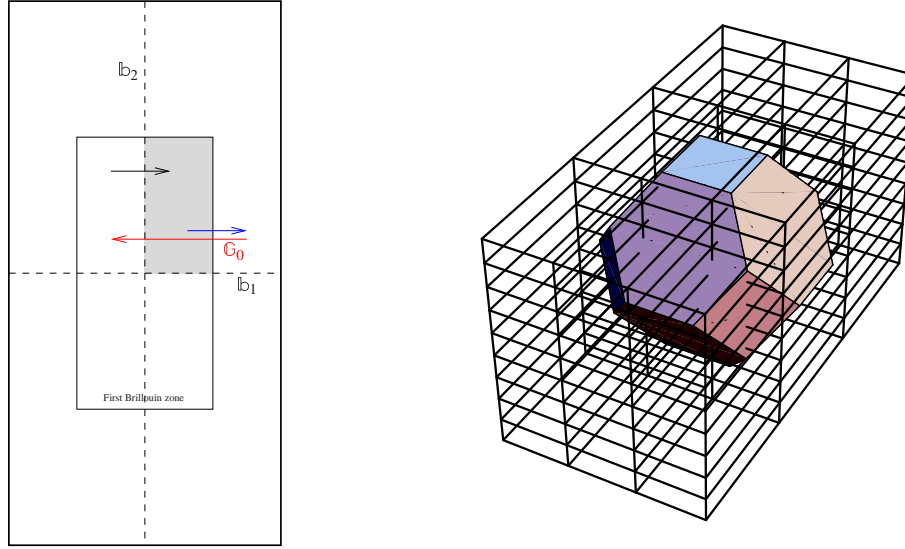 𝕓₂
𝔾₀
𝕓₁
First Brillouin zone